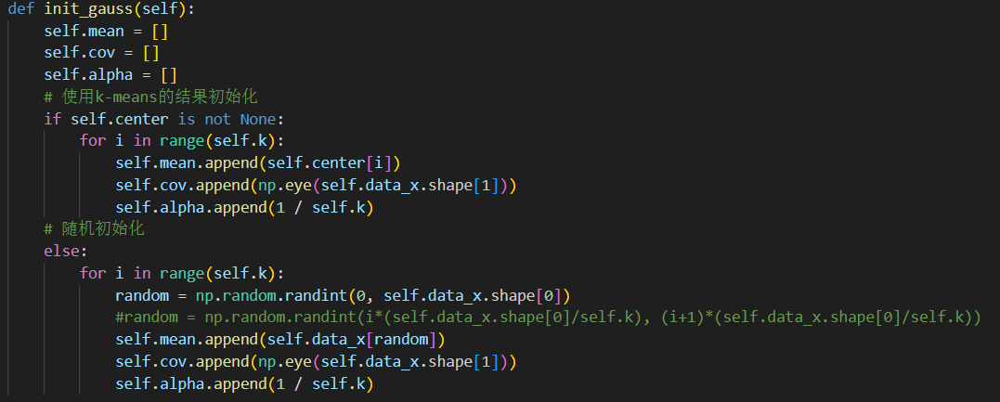 def init_gauss(self):
    self.mean = []
    self.cov = []
    self.alpha = []
    # 使用k-means的结果初始化
    if self.center is not None:
        for i in range(self.k):
            self.mean.append(self.center[i])
            self.cov.append(np.eye(self.data_x.shape[1]))
            self.alpha.append(1 / self.k)
    # 随机初始化
    else:
        for i in range(self.k):
            random = np.random.randint(0, self.data_x.shape[0])
            #random = np.random.randint(i*(self.data_x.shape[0]/self.k), (i+1)*(self.data_x.shape[0]/self.k))
            self.mean.append(self.data_x[random])
            self.cov.append(np.eye(self.data_x.shape[1]))
            self.alpha.append(1 / self.k)